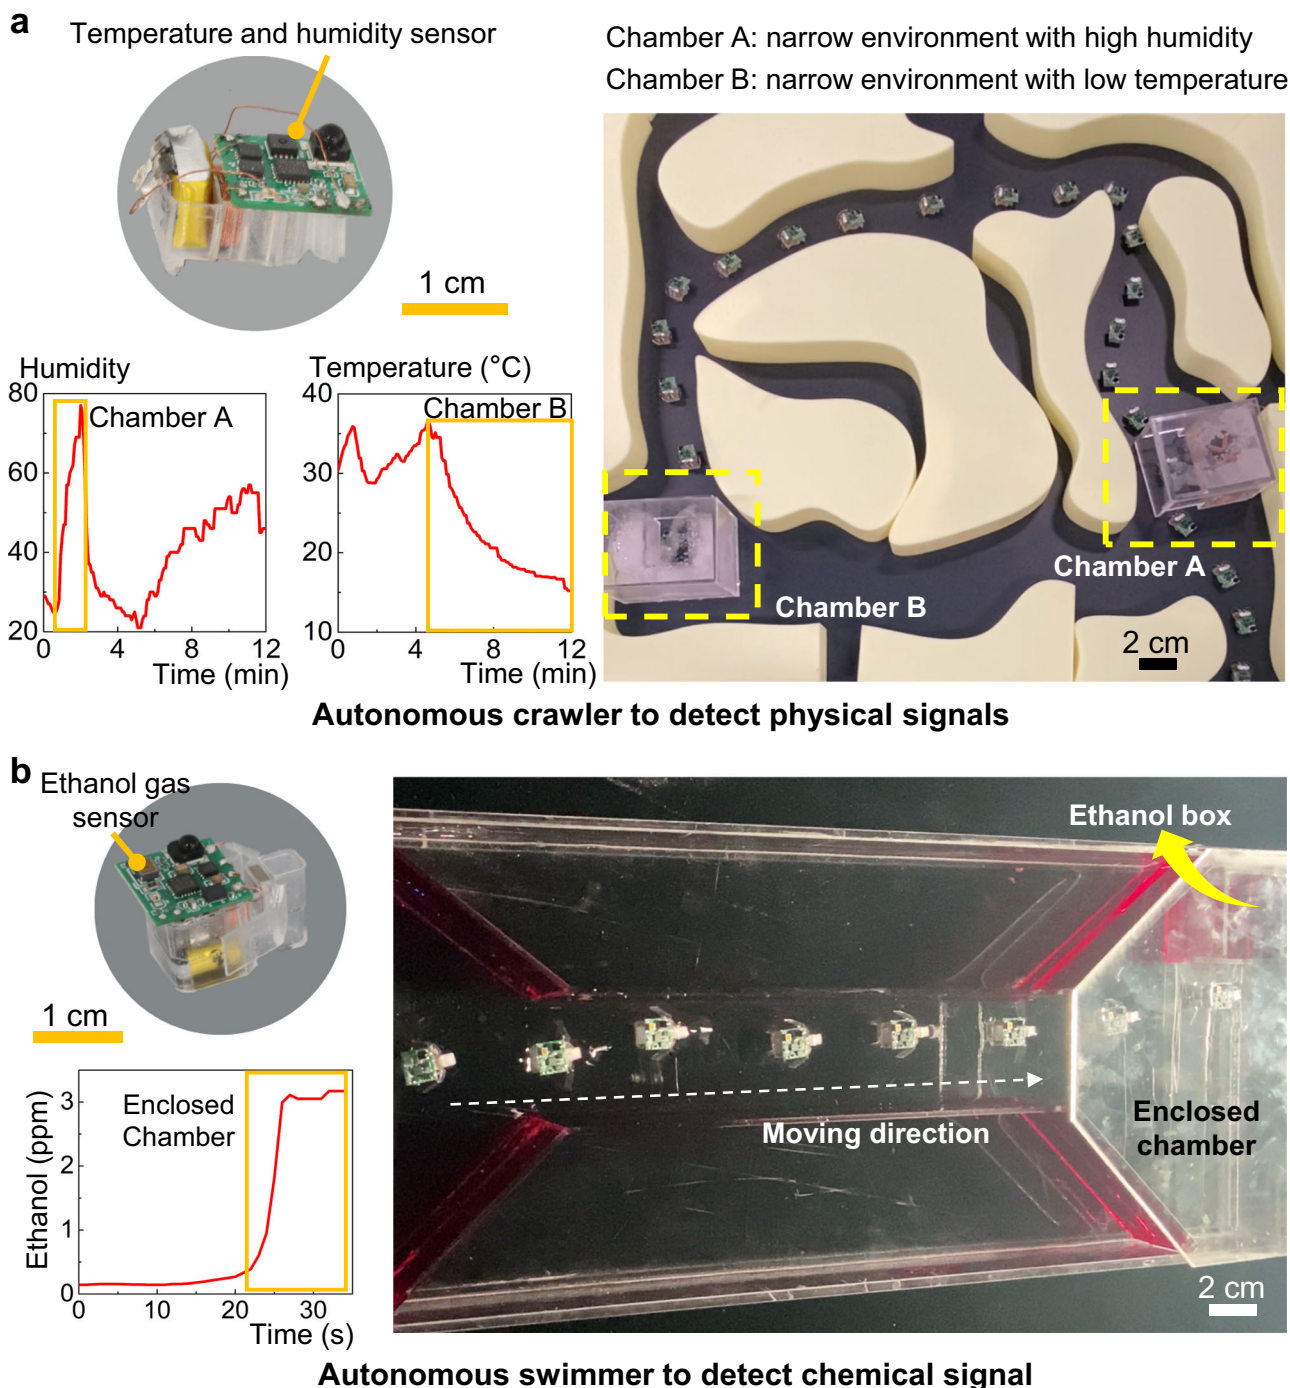 a
Temperature and humidity sensor
Chamber A: narrow environment with high humidity
Chamber B: narrow environment with low temperature
1 cm
Humidity
80
60
40
20
0
4
8
12
Time (min)
Chamber A
Temperature (°C)
40
30
20
10
0
4
8
12
Time (min)
Chamber B
Chamber A
Chamber B
2 cm
Autonomous crawler to detect physical signals
b
Ethanol gas
sensor
1 cm
Ethanol (ppm)
3
2
1
0
0
10
20
30
Time (s)
Enclosed
Chamber
Ethanol box
Moving direction
Enclosed
chamber
2 cm
Autonomous swimmer to detect chemical signal